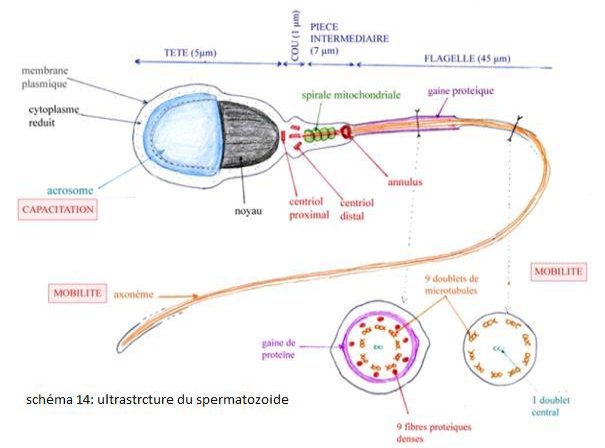 TETE (5µm)
COU (1 µm)
PIECE
INTERMEDIAIRE
(7 µm)
FLAGELLE (45 µm)
membrane
plasmique
cytoplasme
reduit
spirale mitochondriale
gaine proteique
acrosome
CAPACITATION
noyau
centriol
proximal
centriol
distal
annulus
MOBILITE
axonème
9 doublets de
microtubules
MOBILITE
gaine de
proteine
1 doublet
central
9 fibres proteiques
denses
schéma 14: ultrastrcture du spermatozoide